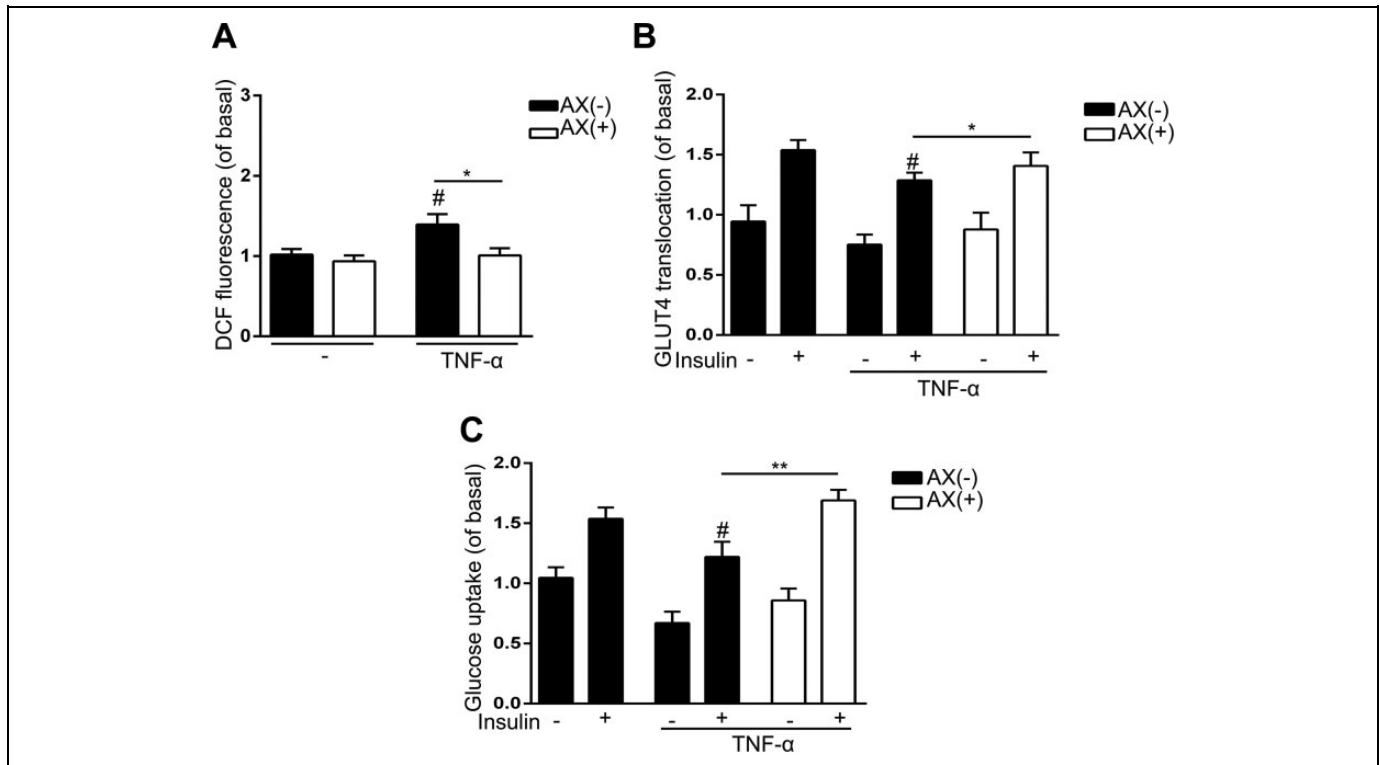 A
DCF fluorescence (of basal)
3
2
1
0
#
*
AX(-)
AX(+)
-
TNF-α
B
GLUT4 translocation (of basal)
2.0
1.5
1.0
0.5
0.0
#
*
AX(-)
AX(+)
Insulin - + - + - +
TNF-α
C
Glucose uptake (of basal)
2.0
1.5
1.0
0.5
0.0
#
**
AX(-)
AX(+)
Insulin - + - + - +
TNF-α